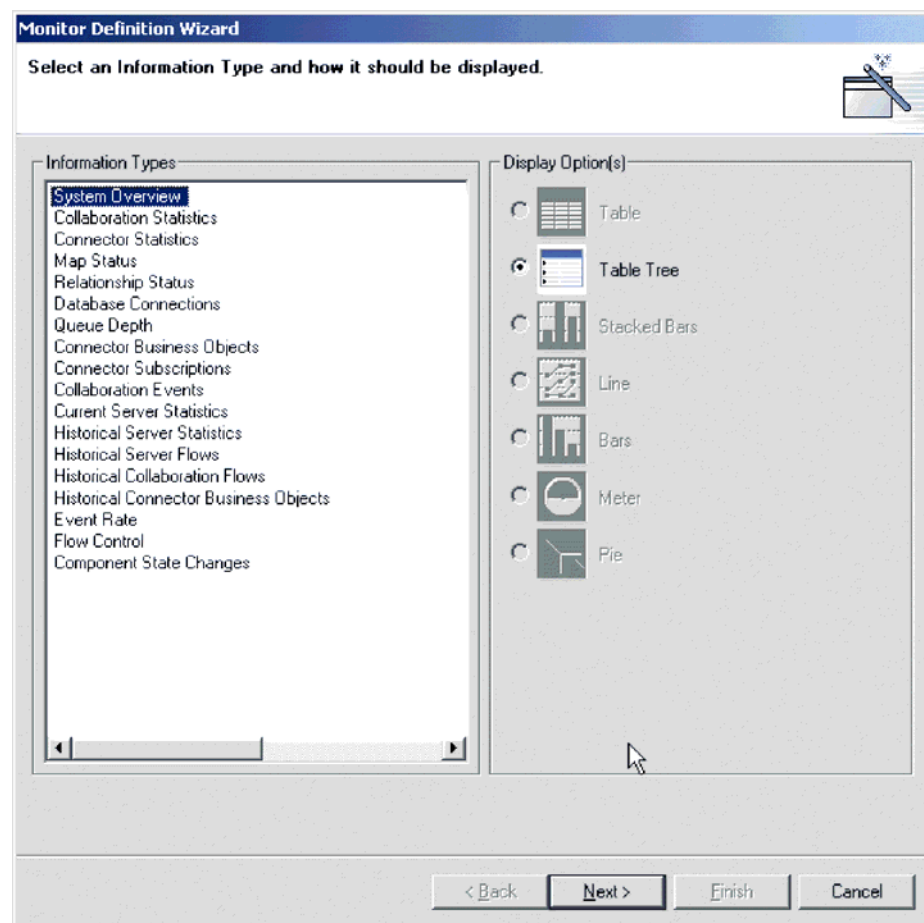 Monitor Definition Wizard
Select an Information Type and how it should be displayed.
Information Types
System Overview
Collaboration Statistics
Connector Statistics
Map Status
Relationship Status
Database Connections
Queue Depth
Connector Business Objects
Connector Subscriptions
Collaboration Events
Current Server Statistics
Historical Server Statistics
Historical Server Flows
Historical Collaboration Flows
Historical Connector Business Objects
Event Rate
Flow Control
Component State Changes
Display Option(s)
Table
Table Tree
Stacked Bars
Line
Bars
Meter
Pie
< Back
Next >
Finish
Cancel